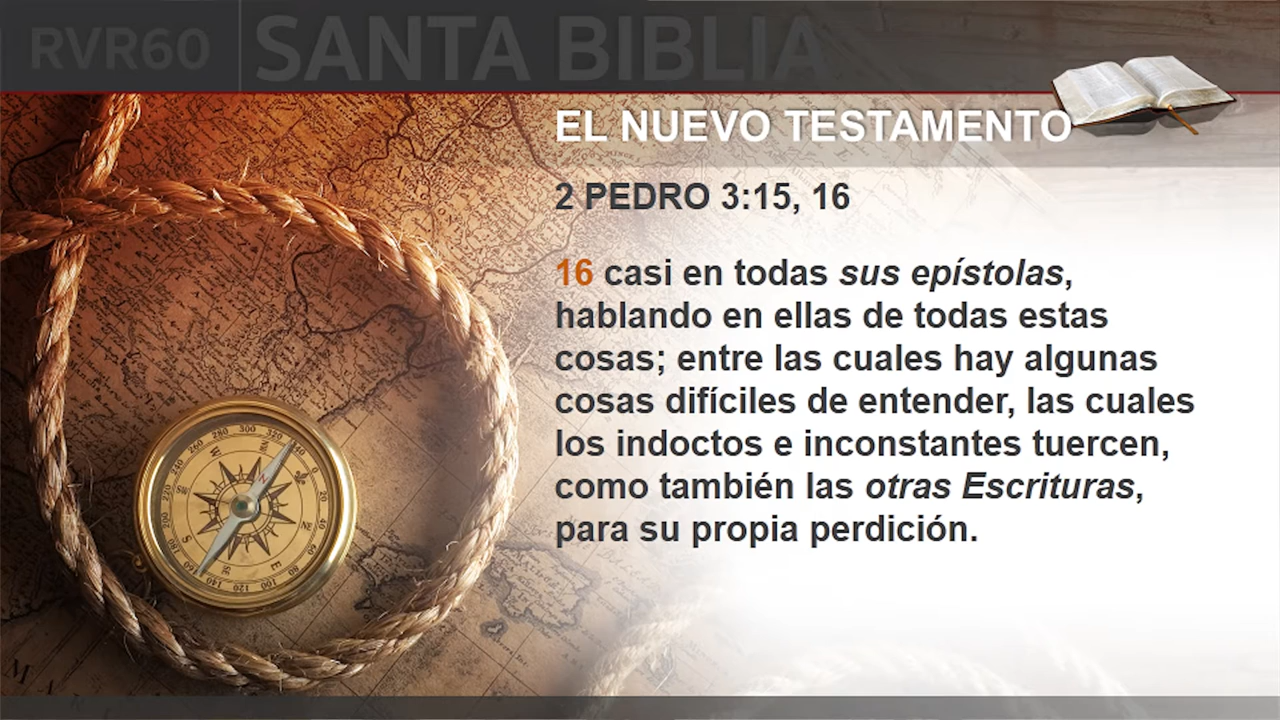 RVR60 SANTA BIBLIA
EL NUEVO TESTAMENTO
2 PEDRO 3:15, 16
16 casi en todas sus epístolas,
hablando en ellas de todas estas
cosas; entre las cuales hay algunas
cosas difíciles de entender, las cuales
los indoctos e inconstantes tuercen,
como también las otras Escrituras,
para su propia perdición.